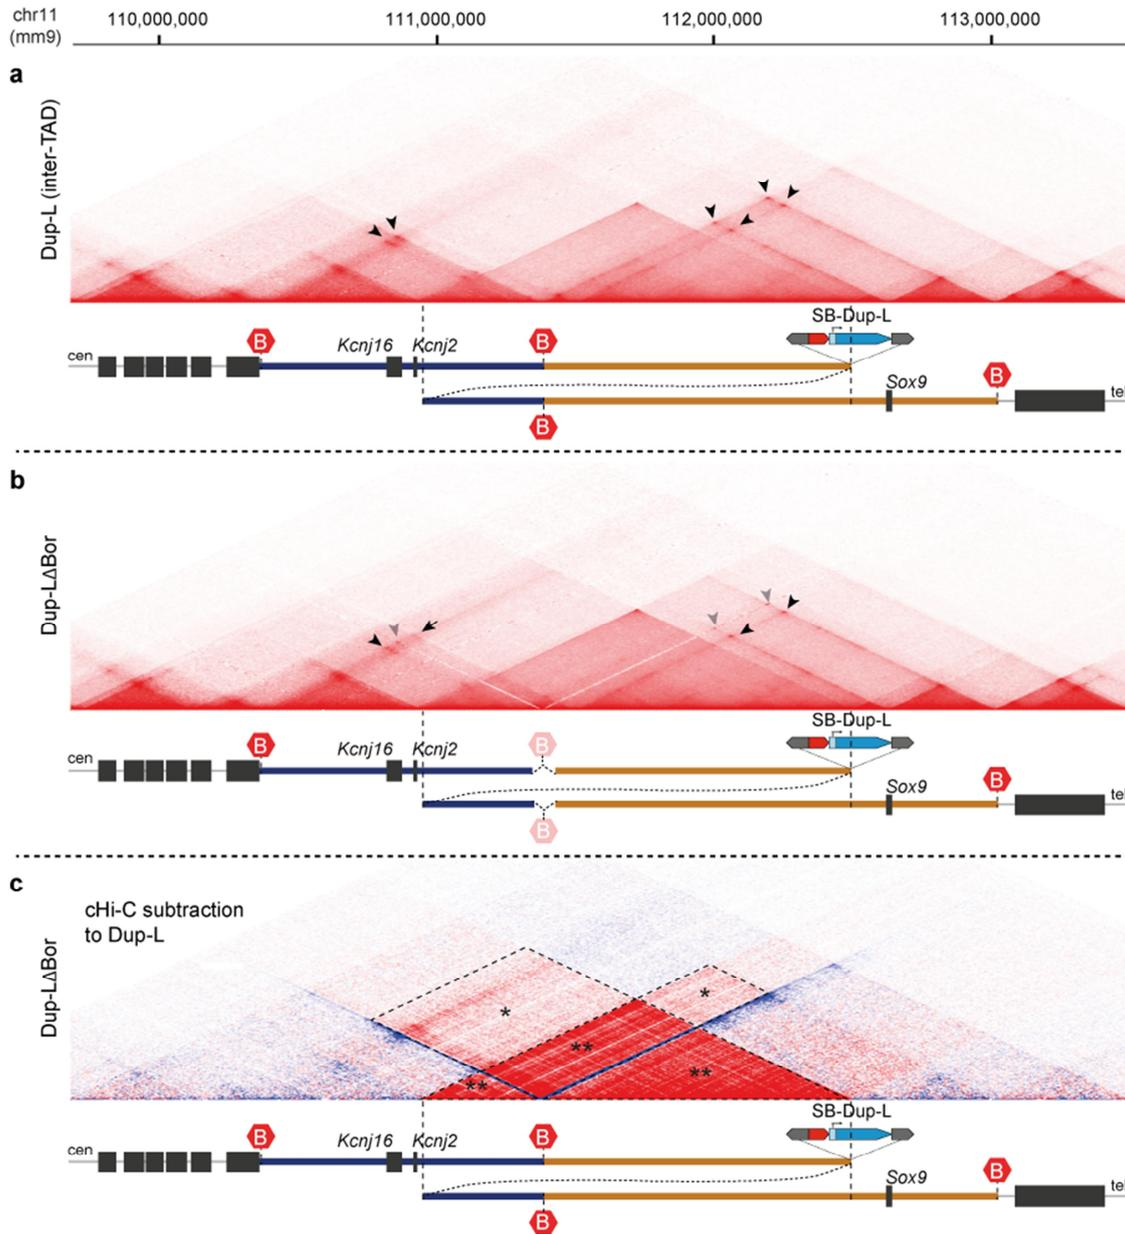 chr11
(mm9)
110,000,000 111,000,000 112,000,000 113,000,000
a
Dup-L (inter-TAD)
SB-Dup-L
B Kcnj16 Kcnj2 B
cen
Sox9 B
tel
B
b
Dup-LΔBor
SB-Dup-L
B Kcnj16 Kcnj2 B
cen
Sox9 B
tel
B
c
cHi-C subtraction
to Dup-L
Dup-LΔBor
*
*
**
**
**
SB-Dup-L
B Kcnj16 Kcnj2 B
cen
Sox9 B
tel
B